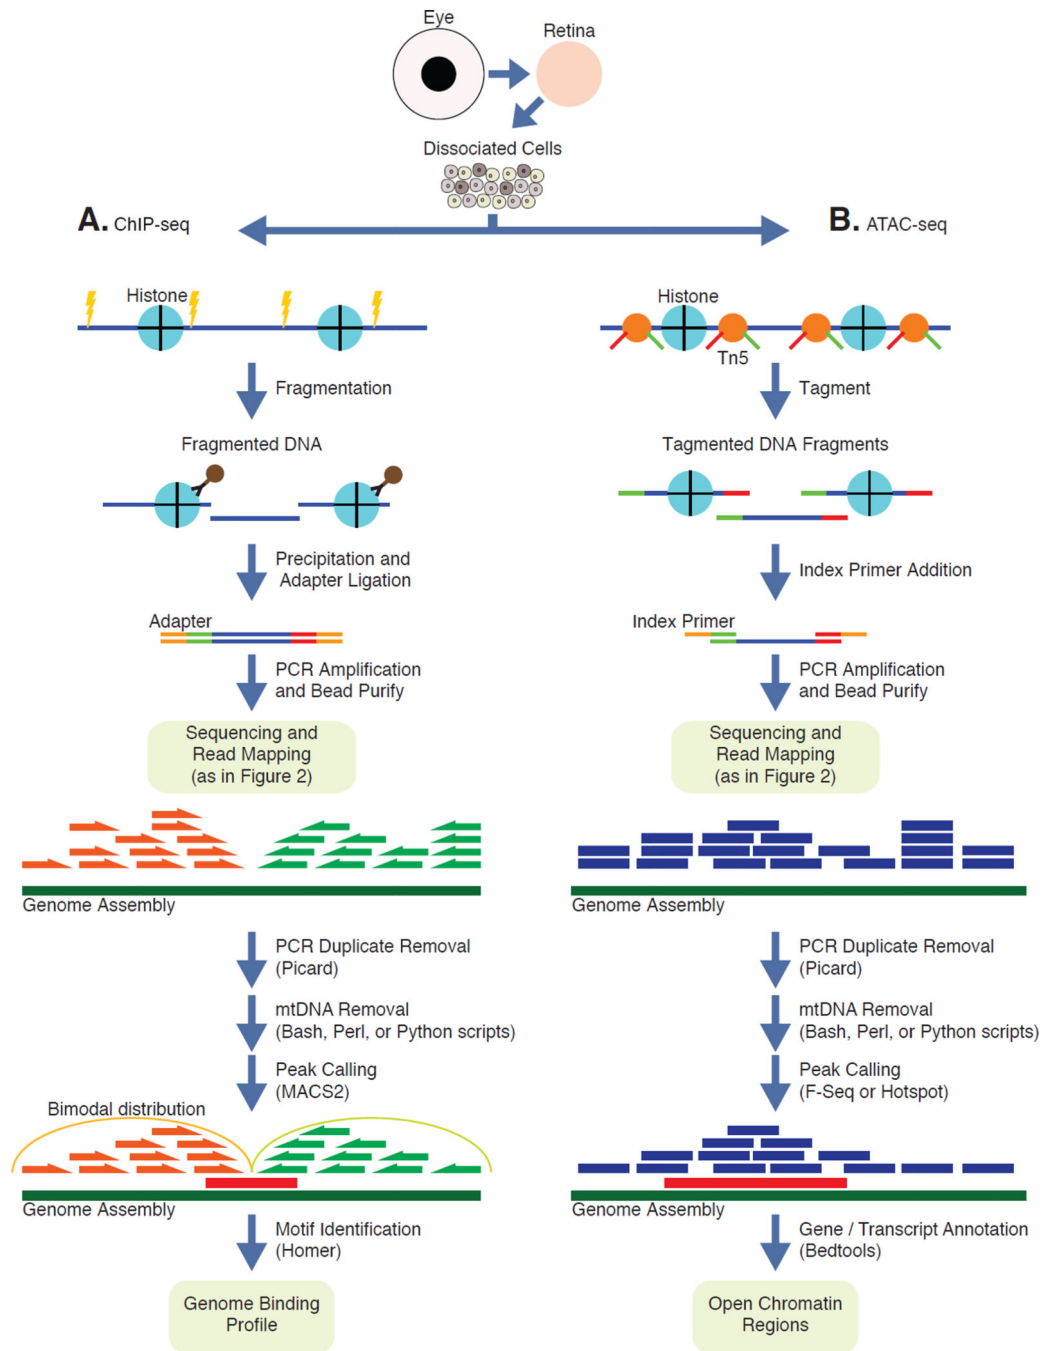 Eye
Retina
Dissociated Cells
A. ChIP-seq
B. ATAC-seq
Histone
Fragmentation
Fragmented DNA
Precipitation and
Adapter Ligation
Adapter
PCR Amplification
and Bead Purify
Sequencing and
Read Mapping
(as in Figure 2)
Genome Assembly
PCR Duplicate Removal
(Picard)
mtDNA Removal
(Bash, Perl, or Python scripts)
Peak Calling
(MACS2)
Bimodal distribution
Genome Assembly
Motif Identification
(Homer)
Genome Binding
Profile
Histone
Tn5
Tagment
Tagmented DNA Fragments
Index Primer Addition
Index Primer
PCR Amplification
and Bead Purify
Sequencing and
Read Mapping
(as in Figure 2)
Genome Assembly
PCR Duplicate Removal
(Picard)
mtDNA Removal
(Bash, Perl, or Python scripts)
Peak Calling
(F-Seq or Hotspot)
Genome Assembly
Gene / Transcript Annotation
(Bedtools)
Open Chromatin
Regions